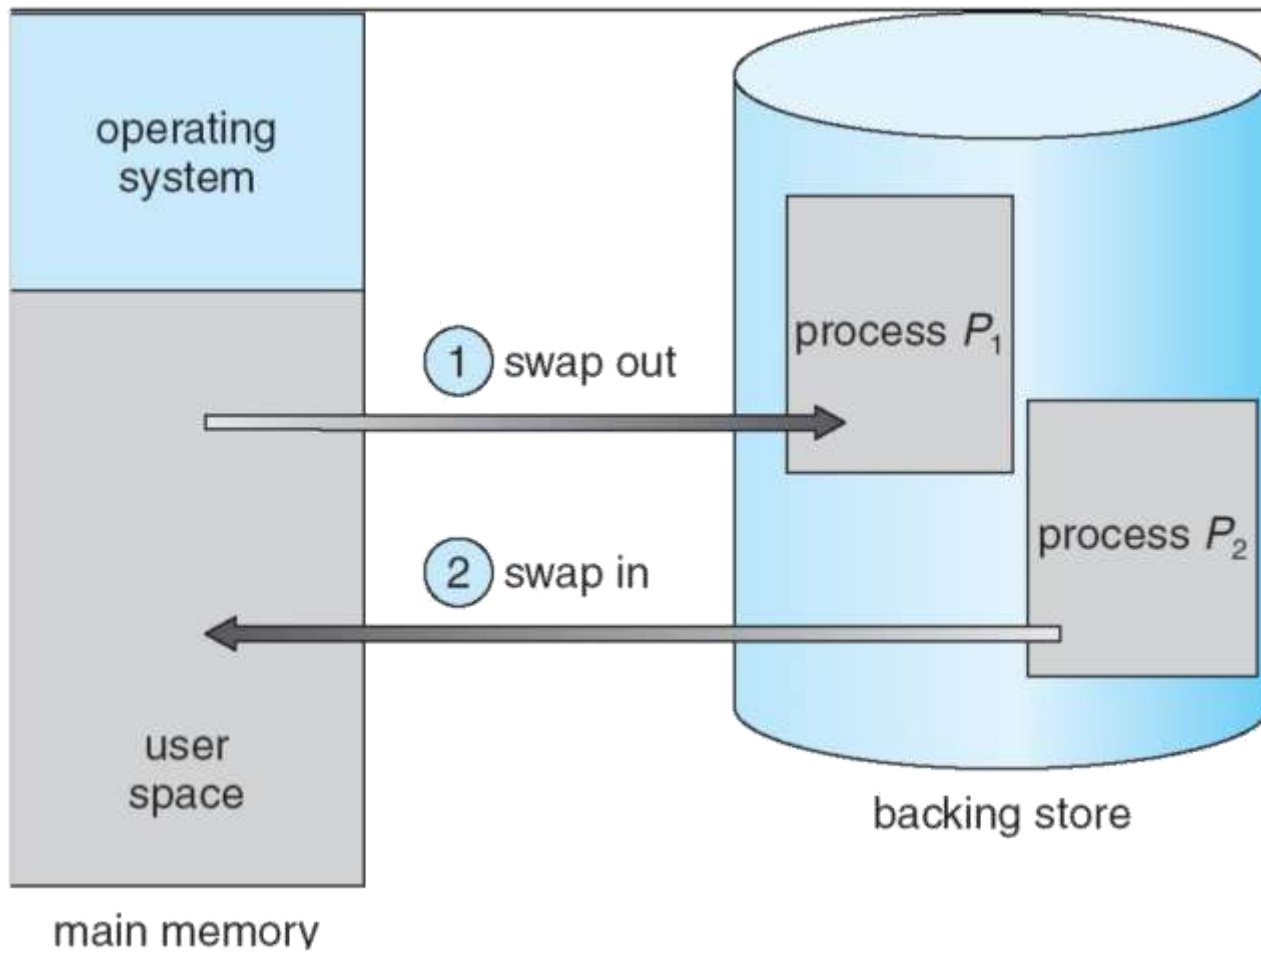 operating
system
process P₁
1 swap out
process P₂
2 swap in
user
space
backing store
main memory